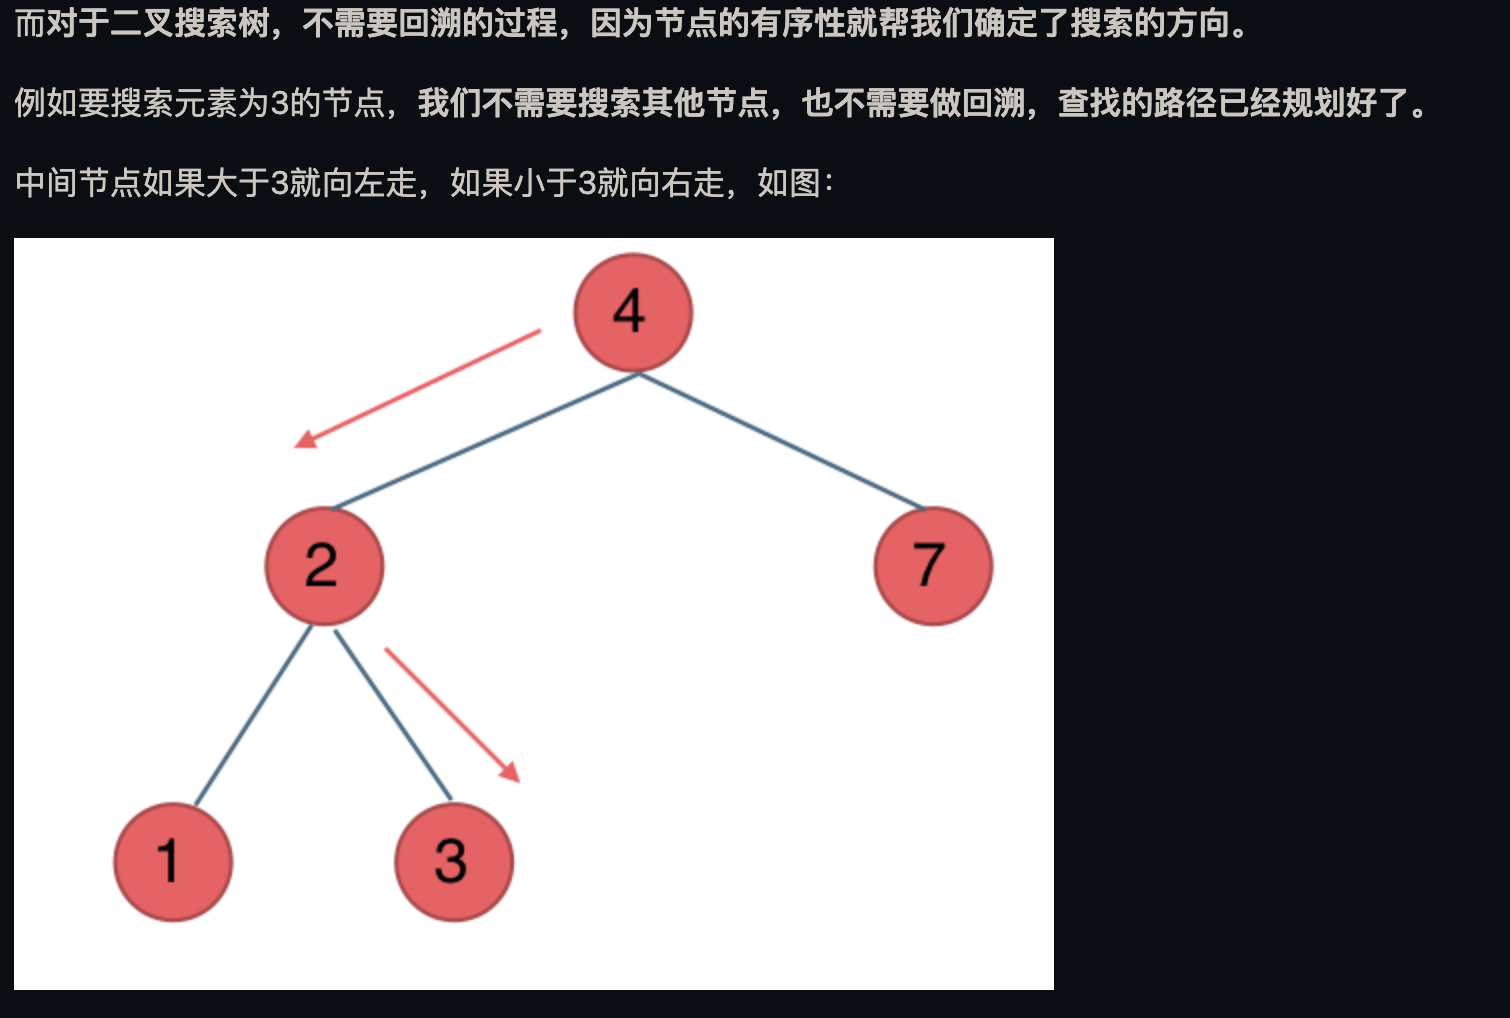 而对于二叉搜索树，不需要回溯的过程，因为节点的有序性就帮我们确定了搜索的方向。
例如要搜索元素为3的节点，我们不需要搜索其他节点，也不需要做回溯，查找的路径已经规划好了。
中间节点如果大于3就向左走，如果小于3就向右走，如图：
4
2
7
1
3